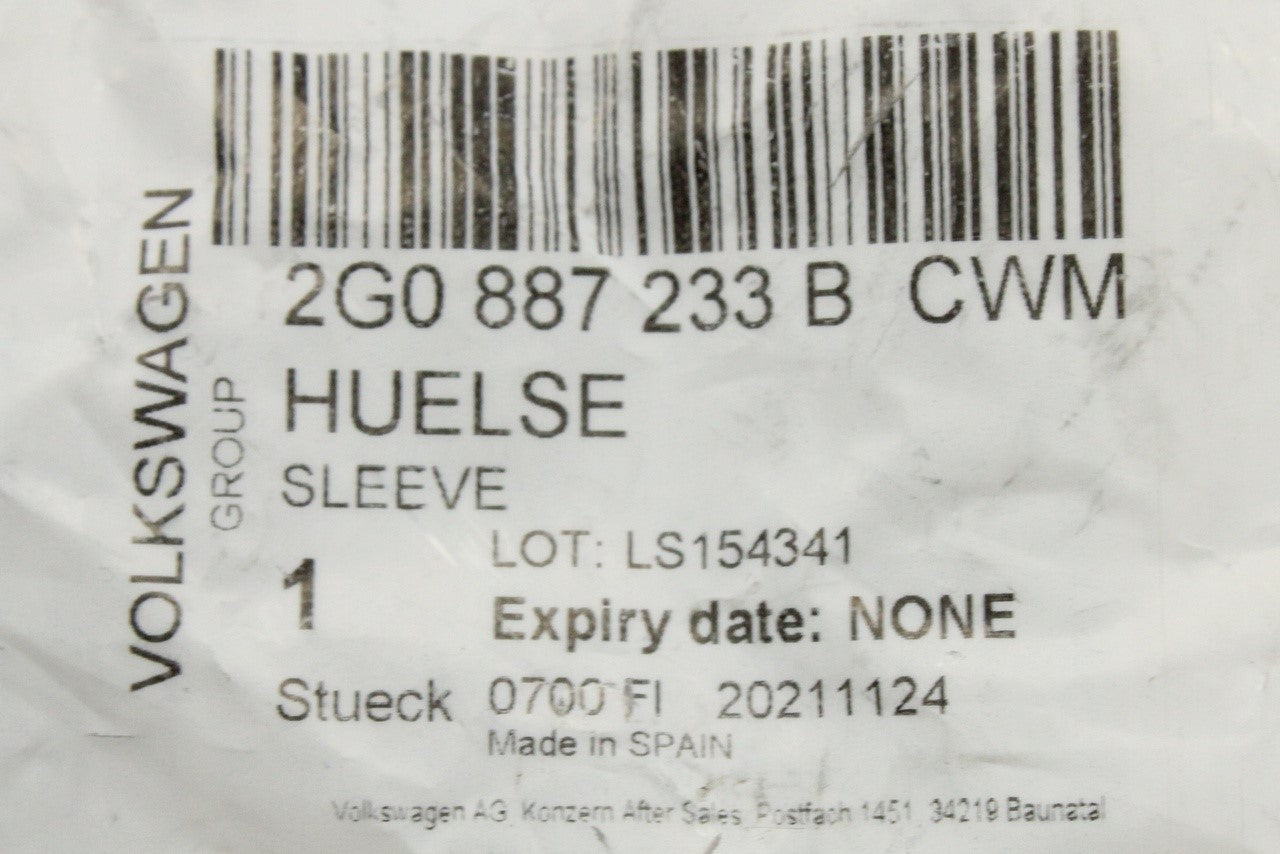 VOLKSWAGEN
GROUP
2G0 887 233 B CWM
HUELSE
SLEEVE
LOT: LS154341
1
Expiry date: NONE
Stueck 0700 FI 20211124
Made in SPAIN
Volkswagen AG, Konzern After Sales, Postfach 1451, 34219 Baunatal